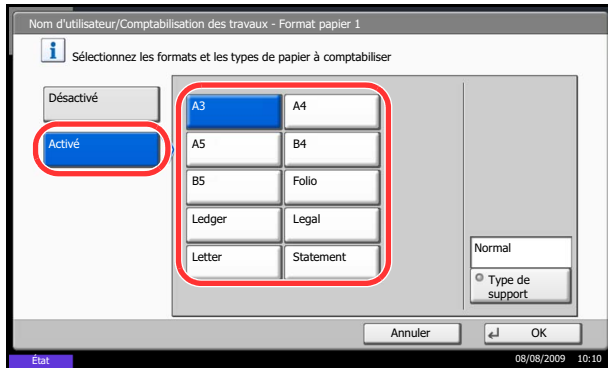 Nom d'utilisateur/Comptabilisation des travaux - Format papier 1
Sélectionnez les formats et les types de papier à comptabiliser
Désactivé
Activé
A3
A4
A5
B4
B5
Folio
Ledger
Legal
Letter
Statement
Normal
Type de
support
Annuler
OK
État
08/08/2009 10:10